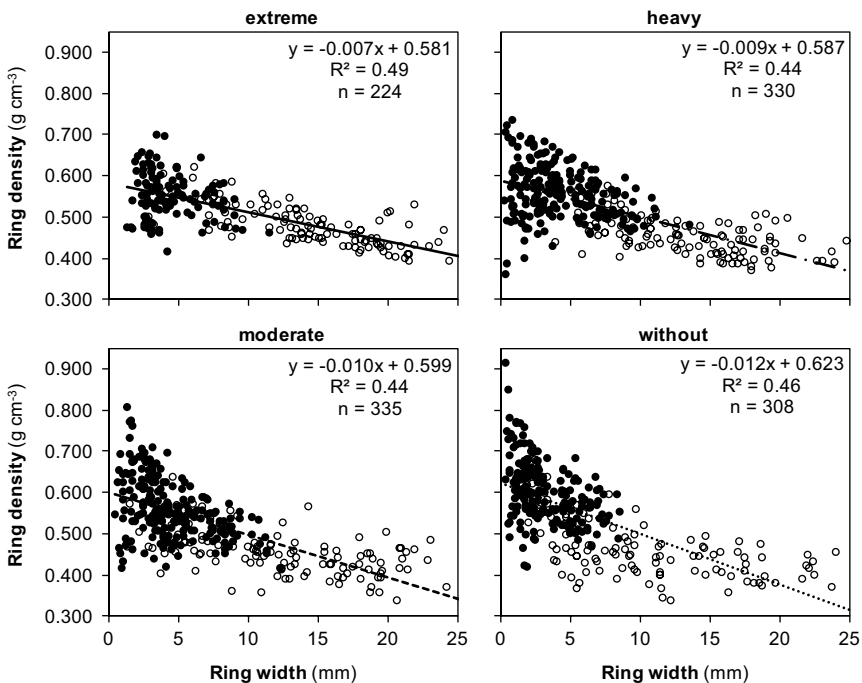 extreme
heavy
0.900
0.800
0.700
0.600
0.500
0.400
0.300
Ring density (g cm⁻³)
y = -0.007x + 0.581
R² = 0.49
n = 224
y = -0.009x + 0.587
R² = 0.44
n = 330
moderate
without
0.900
0.800
0.700
0.600
0.500
0.400
0.300
Ring density (g cm⁻³)
y = -0.010x + 0.599
R² = 0.44
n = 335
y = -0.012x + 0.623
R² = 0.46
n = 308
0 5 10 15 20 25
0 5 10 15 20 25
Ring width (mm)
Ring width (mm)